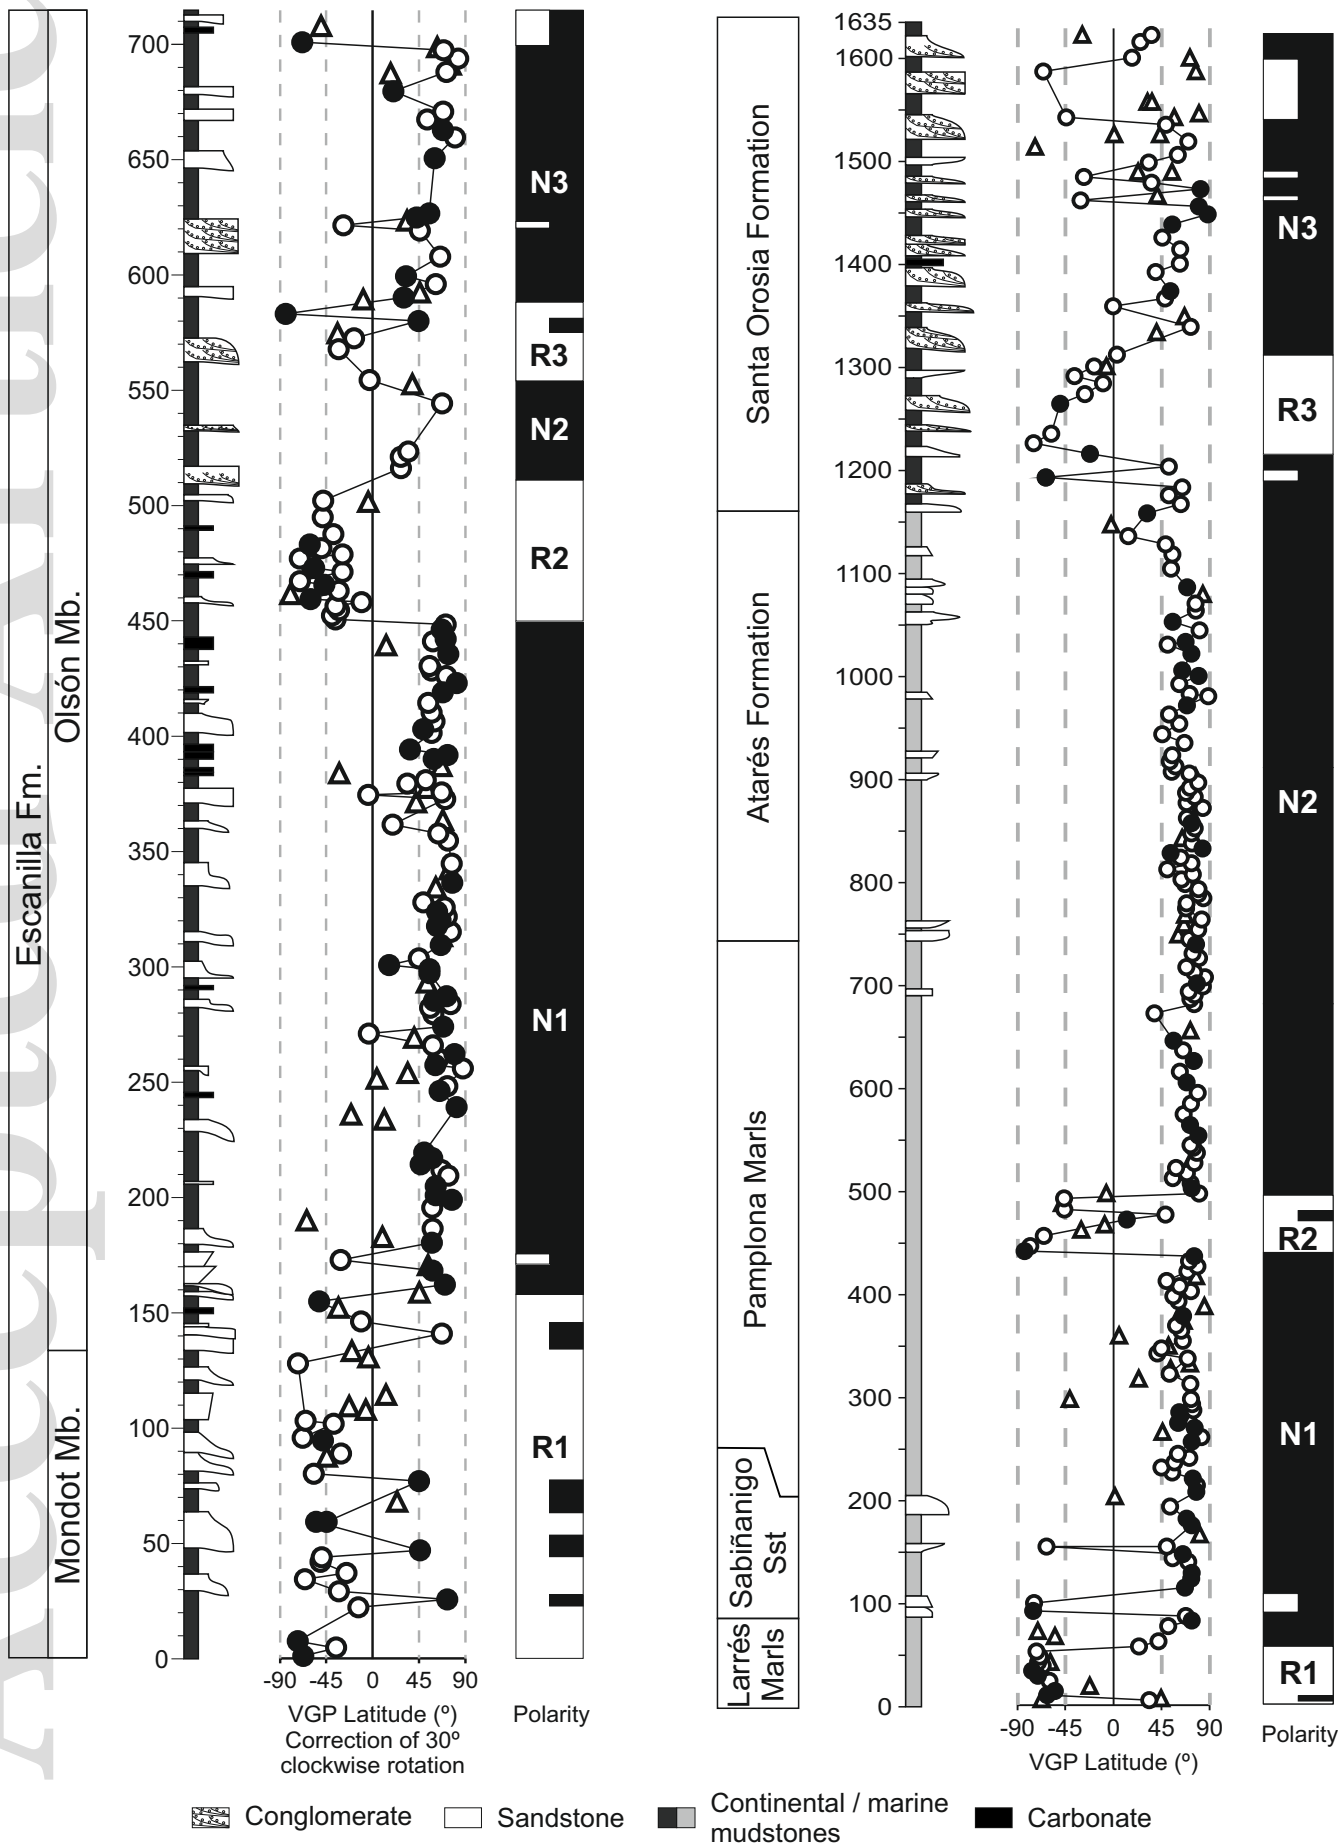 Accepted Article
Escanilla Fm.
Olsón Mb.
Mondot Mb.
700
650
600
550
500
450
400
350
300
250
200
150
100
50
0
-90 -45 0 45 90
VGP Latitude (º)
Correction of 30º
clockwise rotation
N3
R3
N2
R2
N1
R1
Polarity
Santa Orosia Formation
Atarés Formation
Pamplona Marls
Sabiñanigo
Sst
Larrés
Marls
1635
1600
1500
1400
1300
1200
1100
1000
900
800
700
600
500
400
300
200
100
0
-90 -45 0 45 90
VGP Latitude (º)
N3
R3
N2
R2
N1
R1
Polarity
Conglomerate
Sandstone
Continental / marine
mudstones
Carbonate